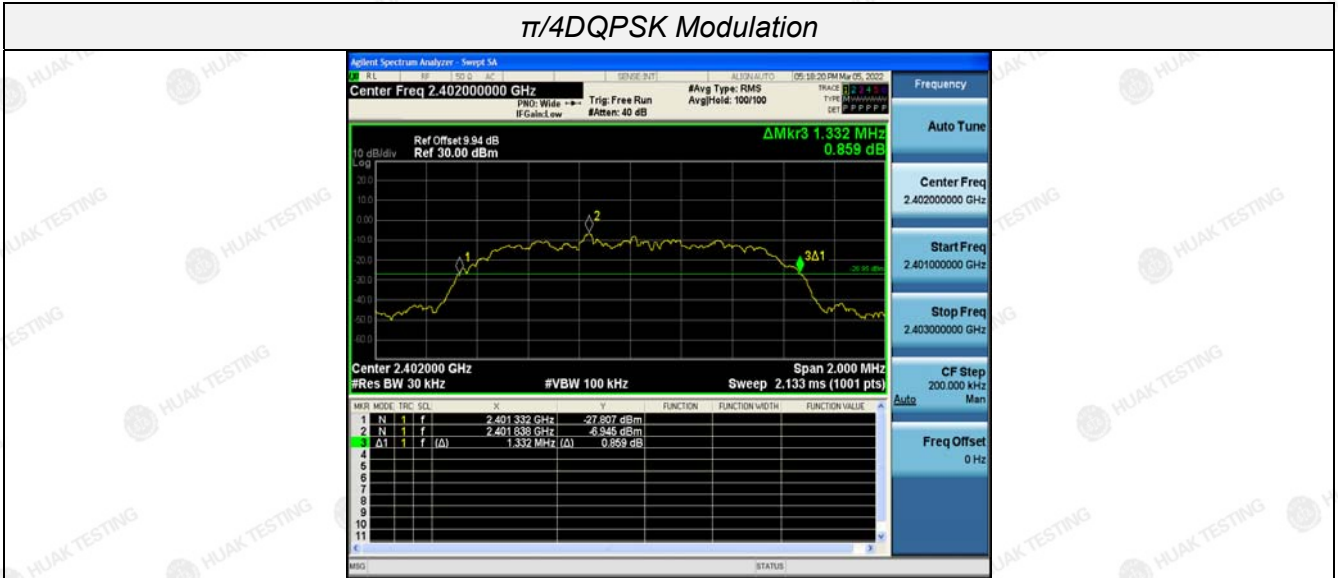 π/4DQPSK Modulation
Agilent Spectrum Analyzer - Swept SA
RL RF 50 Ω AC SENSE:INT ALIGN AUTO 05:18:20 PM Mar 05, 2022
Center Freq 2.402000000 GHz
PNO: Wide
IFGain:Low
Trig: Free Run
#Atten: 40 dB
#Avg Type: RMS
Avg|Hold: 100/100
TRACE 1 2 3 4 5 6
TYPE
DET P P P P P P
ΔMkr3 1.332 MHz
0.859 dB
Ref Offset 9.94 dB
10 dB/div Ref 30.00 dBm
Log
20.0
10.0
0.00
-10.0
-20.0
-30.0
-40.0
-50.0
-60.0
1
2
3Δ1
Center 2.402000 GHz Span 2.000 MHz
#Res BW 30 kHz #VBW 100 kHz Sweep 2.133 ms (1001 pts)
MKR MODE TRC SCL X Y FUNCTION FUNCTION WIDTH FUNCTION VALUE
1 N 1 f 2.401 332 GHz -27.807 dBm
2 N 1 f 2.401 838 GHz -6.945 dBm
3 Δ1 1 f (Δ) 1.332 MHz (Δ) 0.859 dB
4
5
6
7
8
9
10
11
MSG STATUS
Frequency
Auto Tune
Center Freq
2.402000000 GHz
Start Freq
2.401000000 GHz
Stop Freq
2.403000000 GHz
CF Step
200.000 kHz
Auto Man
Freq Offset
0 Hz
HUAK TESTING